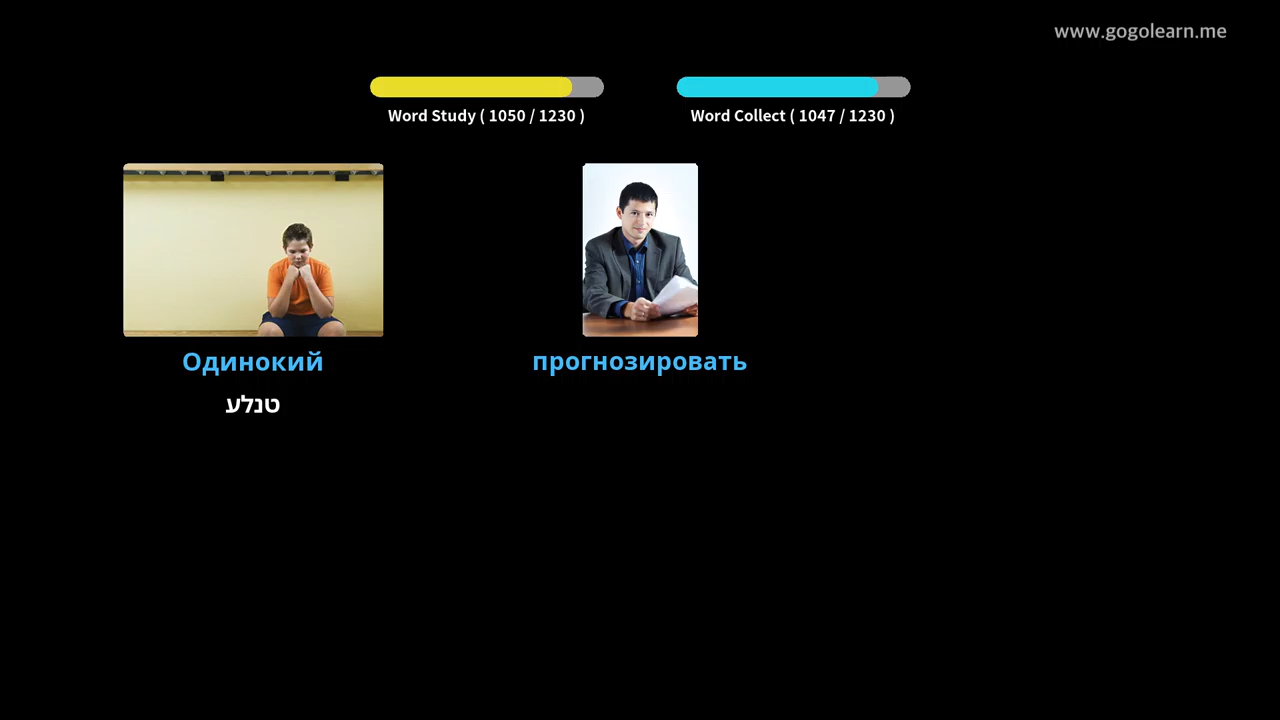 www.gogolearn.me
Word Study ( 1050 / 1230 )
Word Collect ( 1047 / 1230 )
Одинокий
прогнозировать
טנלע